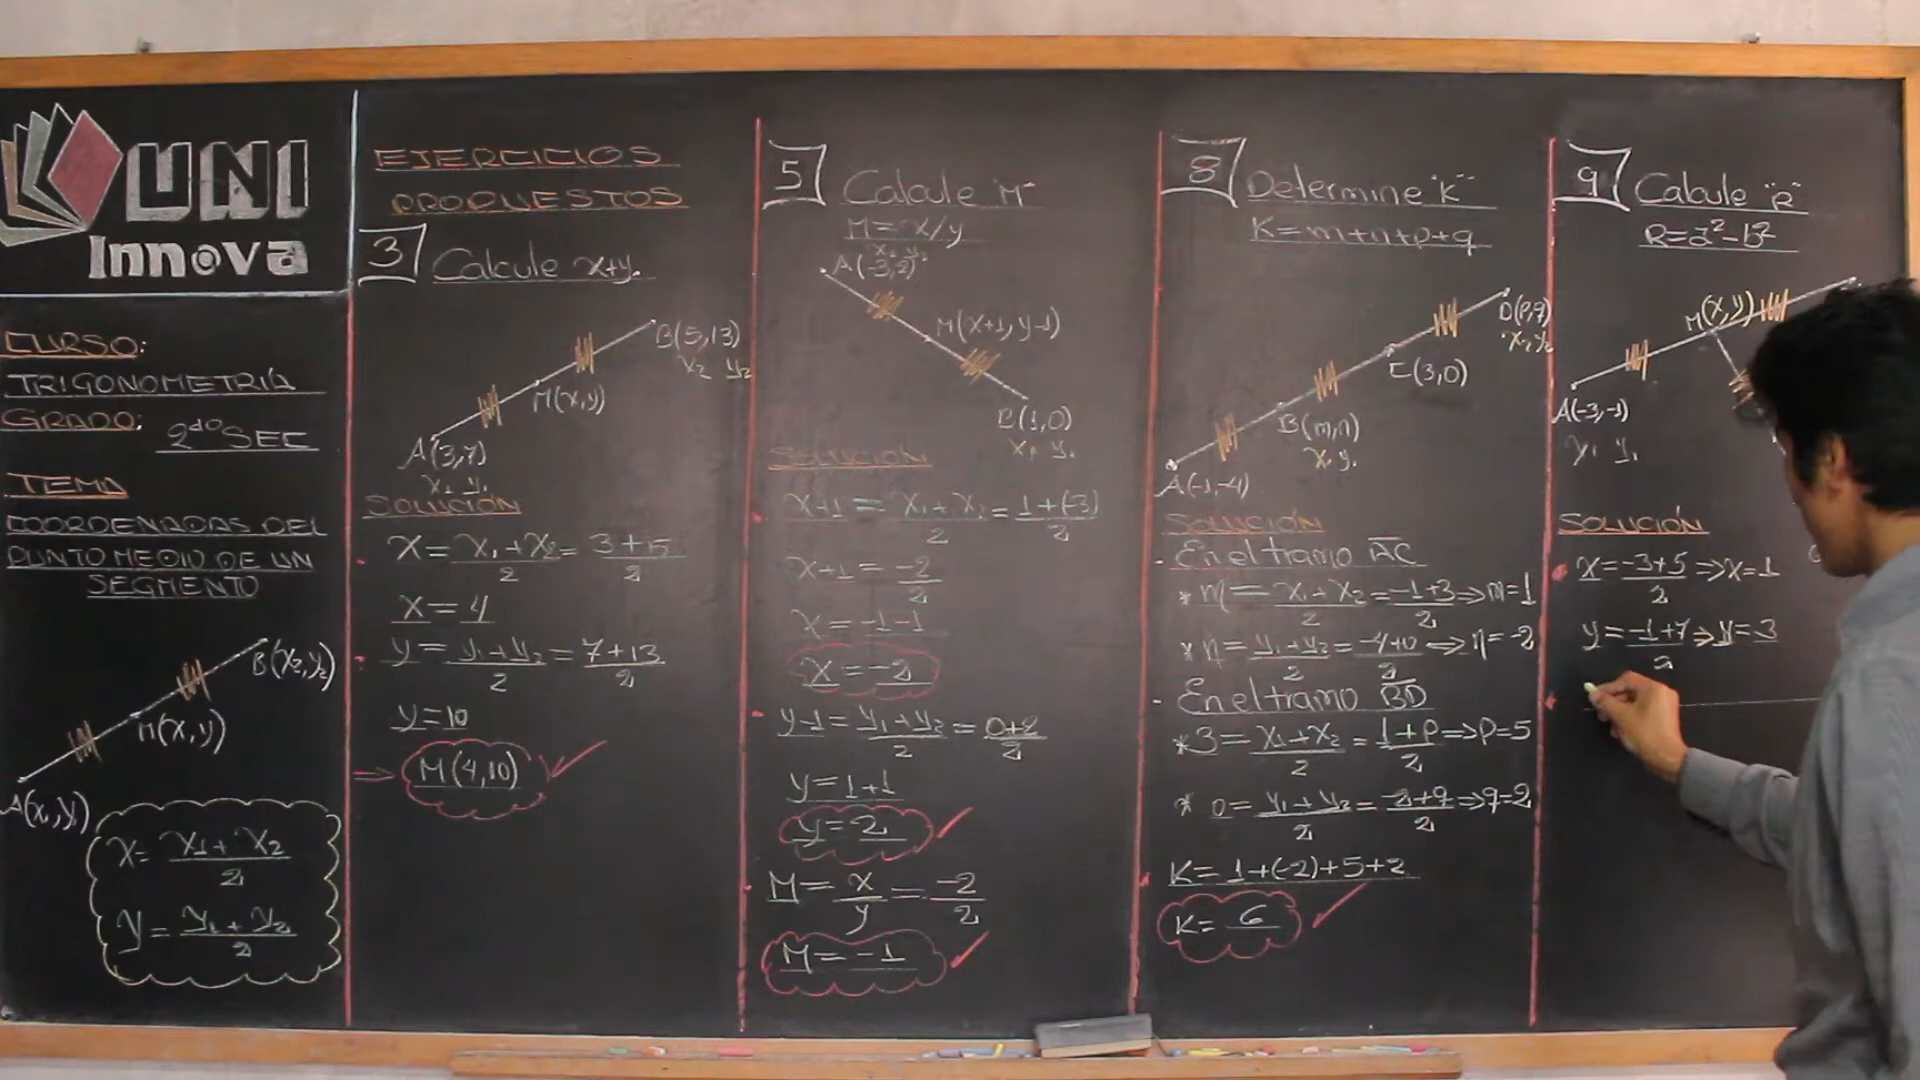 UNI
Innova
CURSO:
TRIGONOMETRÍA
GRADO:
2do SEC
TEMA
COORDENADAS DEL
PUNTO MEDIO DE UN
SEGMENTO
B(x2,y2)
M(x,y)
A(x1,y1)
x= x1+x2/2
y= y1+y2/2
EJERCICIOS
PROPUESTOS
3 Calcule x+y.
B(5,13)
x2 y2
M(x,y)
A(3,7)
x1 y1
SOLUCIÓN
x= x1+x2/2 = 3+5/2
x=4
y= y1+y2/2 = 7+13/2
y=10
M(4,10)
5 Calcule "M"
M=x/y
x2 y2
A(-3,2)
M(x+1,y-1)
B(1,0)
x1 y1
SOLUCIÓN
x+1= x1+x2/2 = 1+(-3)/2
x+1= -2/2
x=-1-1
x=-2
y-1= y1+y2/2 = 0+2/2
y=1+1
y=2
M= x/y = -2/2
M=-1
8 Determine "K"
K=m+n+p+q
D(p,q)
x2 y2
C(3,0)
B(m,n)
x1 y1
A(-1,-4)
SOLUCIÓN
En el tramo AC
*m= x1+x2/2 = -1+3/2 ⇒ m=1
*n= y1+y2/2 = -4+0/2 ⇒ n=-2
En el tramo BD
*3= x1+x2/2 = 1+p/2 ⇒ p=5
*0= y1+y2/2 = -2+q/2 ⇒ q=2
K=1+(-2)+5+2
K= 6
9 Calcule "R"
R=a²-b²
M(x,y)
A(-3,-1)
x1 y1
SOLUCIÓN
x= -3+5/2 ⇒ x=1
y= -1+7/2 ⇒ y=3